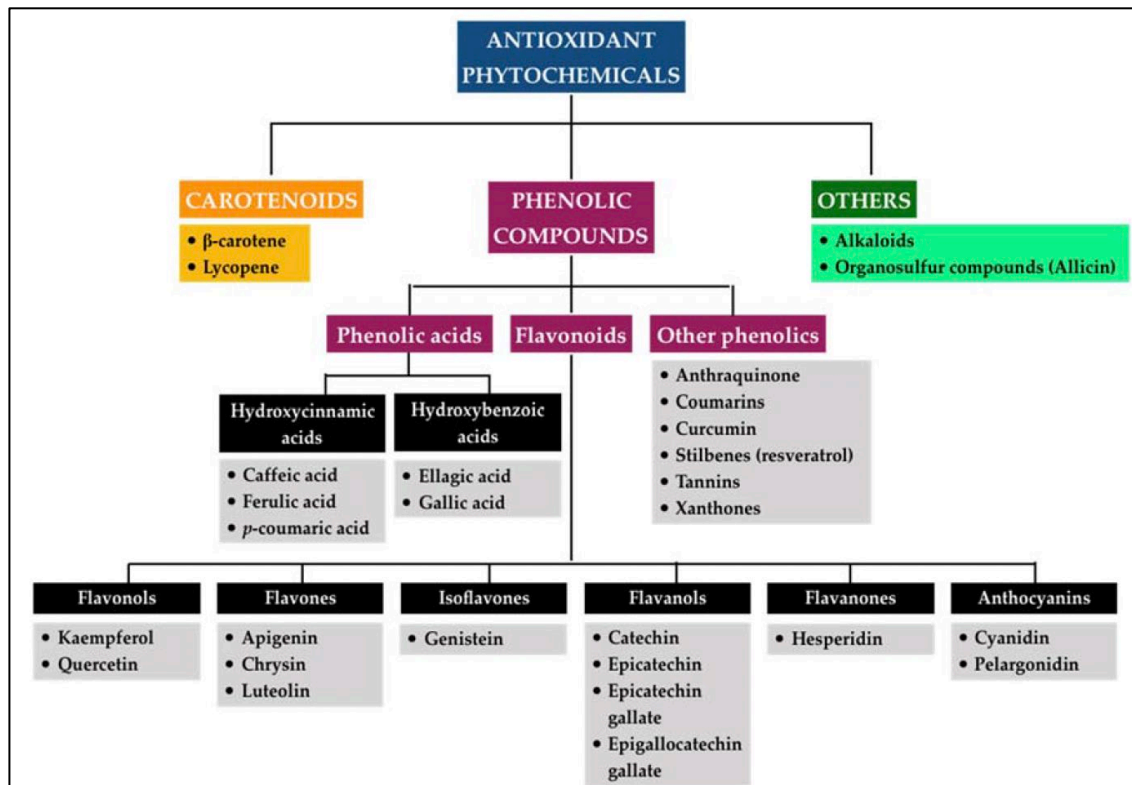 ANTIOXIDANT
PHYTOCHEMICALS
CAROTENOIDS
• β-carotene
• Lycopene
PHENOLIC
COMPOUNDS
OTHERS
• Alkaloids
• Organosulfur compounds (Allicin)
Phenolic acids
Flavonoids
Other phenolics
• Anthraquinone
• Coumarins
• Curcumin
• Stilbenes (resveratrol)
• Tannins
• Xanthones
Hydroxycinnamic
acids
• Caffeic acid
• Ferulic acid
• p-coumaric acid
Hydroxybenzoic
acids
• Ellagic acid
• Gallic acid
Flavonols
• Kaempferol
• Quercetin
Flavones
• Apigenin
• Chrysin
• Luteolin
Isoflavones
• Genistein
Flavanols
• Catechin
• Epicatechin
• Epicatechin
gallate
• Epigallocatechin
gallate
Flavanones
• Hesperidin
Anthocyanins
• Cyanidin
• Pelargonidin